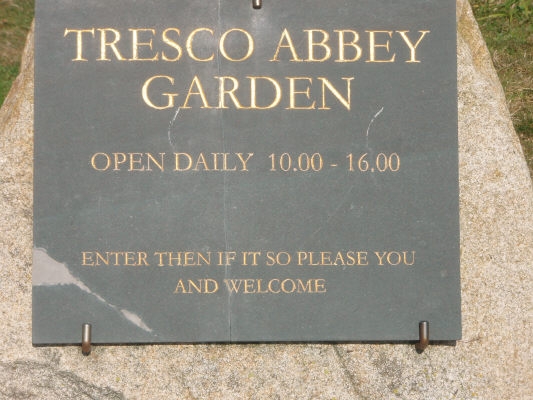 TRESCO ABBEY
GARDEN
OPEN DAILY 10.00 - 16.00
ENTER THEN IF IT SO PLEASE YOU
AND WELCOME